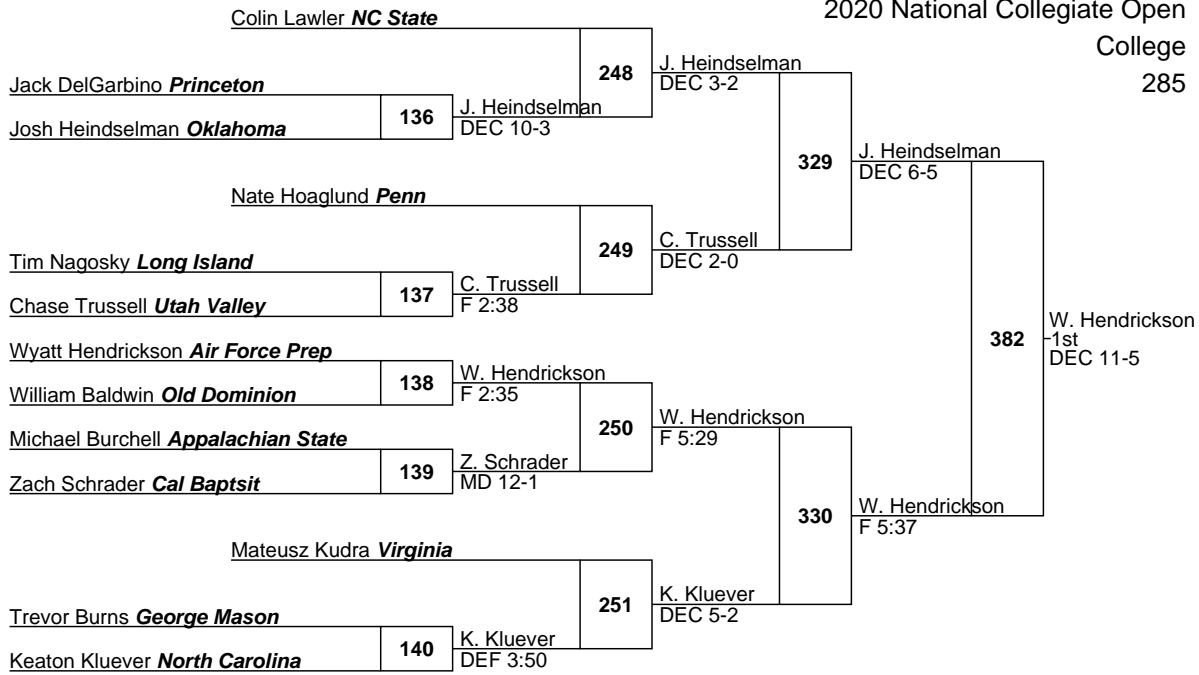 2020 National Collegiate Open
College
285
Colin Lawler NC State
248
J. Heindselman
DEC 3-2
Jack DelGarbino Princeton
136
J. Heindselman
DEC 10-3
Josh Heindselman Oklahoma
329
J. Heindselman
DEC 6-5
Nate Hoaglund Penn
249
C. Trussell
DEC 2-0
Tim Nagosky Long Island
137
C. Trussell
F 2:38
Chase Trussell Utah Valley
382
W. Hendrickson
1st
DEC 11-5
Wyatt Hendrickson Air Force Prep
138
W. Hendrickson
F 2:35
William Baldwin Old Dominion
250
W. Hendrickson
F 5:29
Michael Burchell Appalachian State
139
Z. Schrader
MD 12-1
Zach Schrader Cal Baptsit
330
W. Hendrickson
F 5:37
Mateusz Kudra Virginia
251
K. Kluever
DEC 5-2
Trevor Burns George Mason
140
K. Kluever
DEF 3:50
Keaton Kluever North Carolina